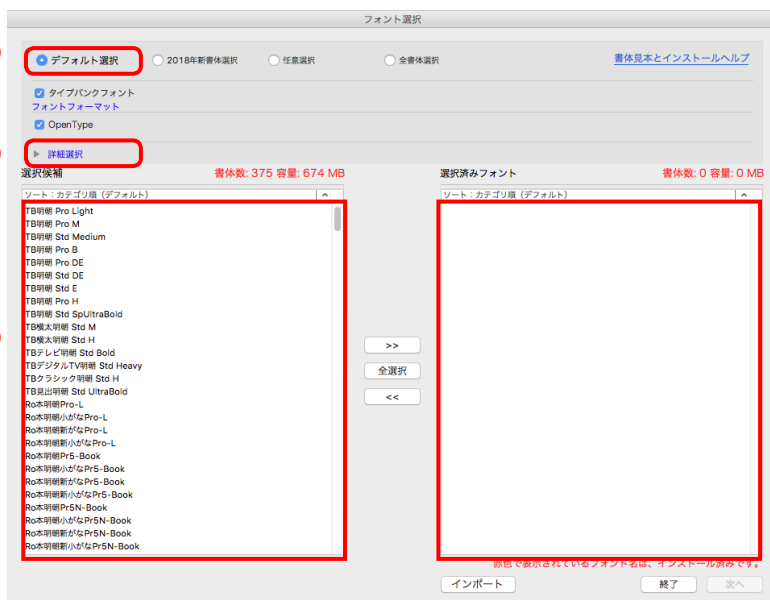 フォント選択
デフォルト選択 2018年新書体選択 任意選択 全書体選択 書体見本とインストールヘルプ
タイプバンクフォント
フォントフォーマット
OpenType
詳細選択
選択候補 書体数: 375 容量: 674 MB
ソート：カテゴリ順（デフォルト）
TB明朝 Pro Light
TB明朝 Pro M
TB明朝 Std Medium
TB明朝 Pro B
TB明朝 Pro DE
TB明朝 Std DE
TB明朝 Std E
TB明朝 Pro H
TB明朝 Std SpUltraBold
TB横太明朝 Std M
TB横太明朝 Std H
TBテレビ明朝 Std Bold
TBデジタルTV明朝 Std Heavy
TBクラシック明朝 Std H
TB見出明朝 Std UltraBold
Ro本明朝Pro-L
Ro本明朝小がなPro-L
Ro本明朝新がなPro-L
Ro本明朝新小がなPro-L
Ro本明朝Pr5-Book
Ro本明朝小がなPr5-Book
Ro本明朝新がなPr5-Book
Ro本明朝新小がなPr5-Book
Ro本明朝Pr5N-Book
Ro本明朝小がなPr5N-Book
Ro本明朝新がなPr5N-Book
Ro本明朝新小がなPr5N-Book
>>
全選択
<<
選択済みフォント 書体数: 0 容量: 0 MB
ソート：カテゴリ順（デフォルト）
赤色で表示されているフォント名は、インストール済みです。
インポート 終了 次へ